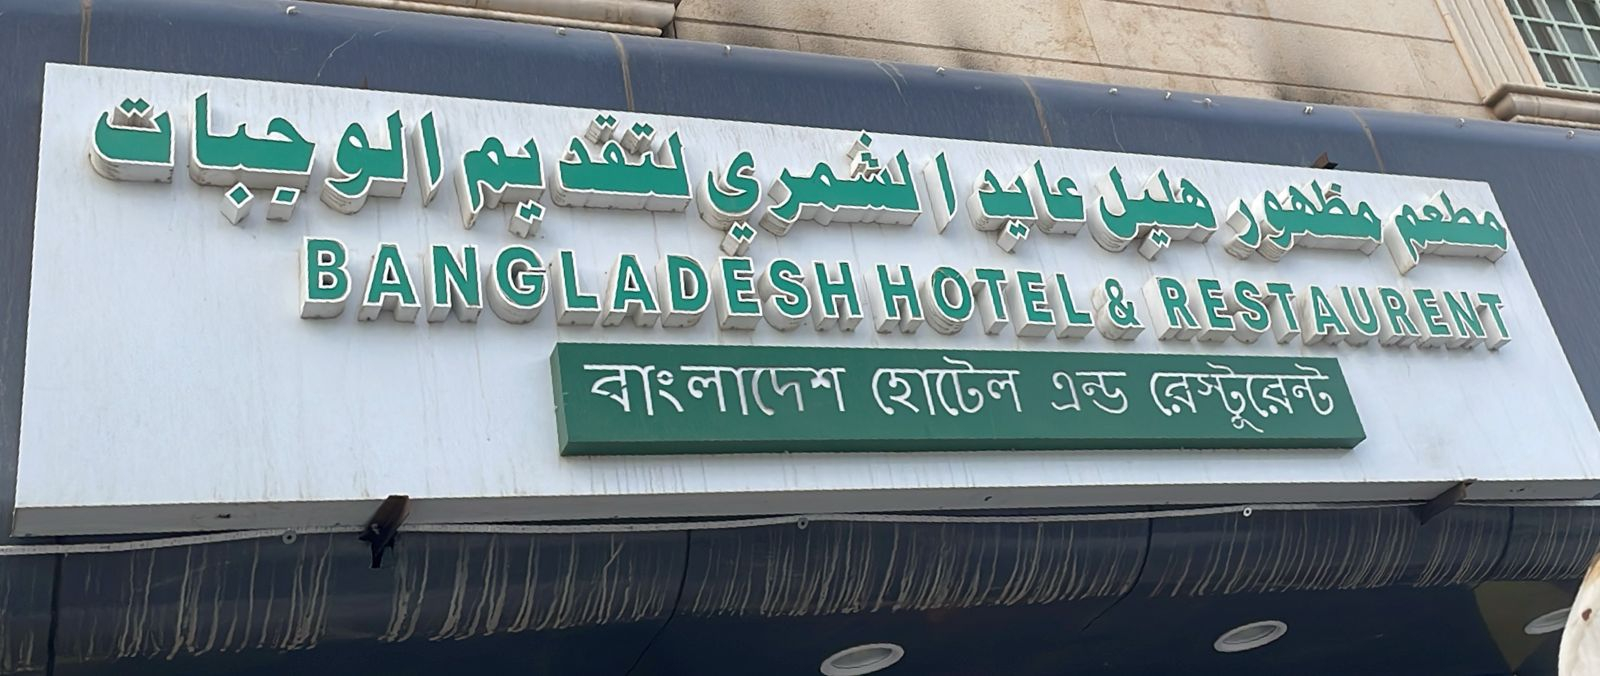 مطعم مظهور هليل عايد الشمري لتقديم الوجبات
BANGLADESH HOTEL & RESTAURENT
বাংলাদেশ হোটেল এন্ড রেস্টুরেন্ট